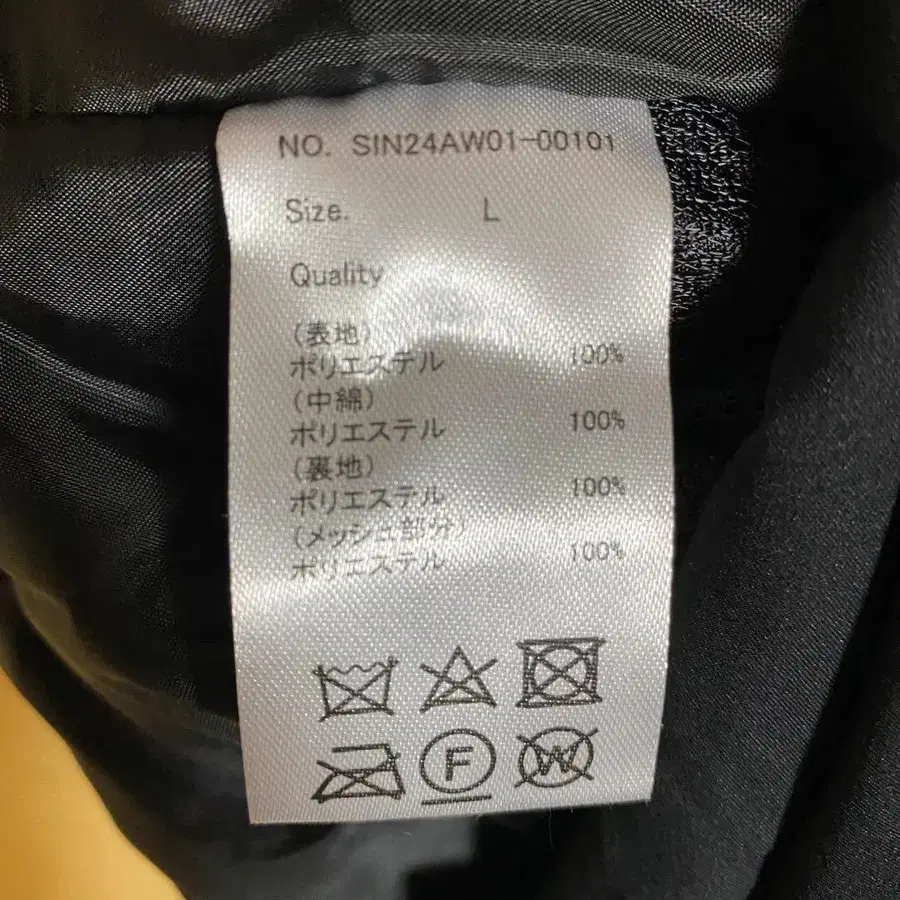 NO. SIN24AW01-00101
Size. L
Quality
(表地)
ポリエステル 100%
(中綿)
ポリエステル 100%
(裏地)
ポリエステル 100%
(メッシュ部分)
ポリエステル 100%
F W